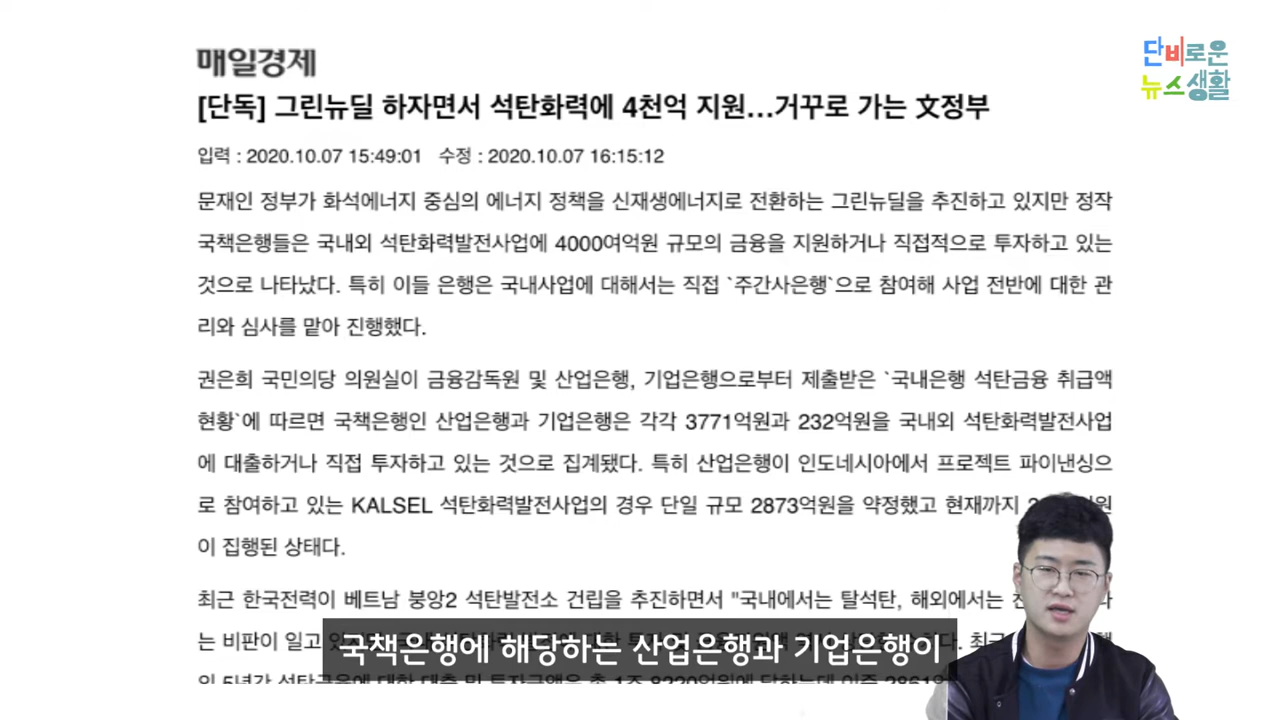 단비로운
뉴스생활
매일경제
[단독] 그린뉴딜 하자면서 석탄화력에 4천억 지원...거꾸로 가는 文정부
입력 : 2020.10.07 15:49:01 수정 : 2020.10.07 16:15:12
문재인 정부가 화석에너지 중심의 에너지 정책을 신재생에너지로 전환하는 그린뉴딜을 추진하고 있지만 정작
국책은행들은 국내외 석탄화력발전사업에 4000여억원 규모의 금융을 지원하거나 직접적으로 투자하고 있는
것으로 나타났다. 특히 이들 은행은 국내사업에 대해서는 직접 `주간사은행`으로 참여해 사업 전반에 대한 관
리와 심사를 맡아 진행했다.
권은희 국민의당 의원실이 금융감독원 및 산업은행, 기업은행으로부터 제출받은 `국내은행 석탄금융 취급액
현황`에 따르면 국책은행인 산업은행과 기업은행은 각각 3771억원과 232억원을 국내외 석탄화력발전사업
에 대출하거나 직접 투자하고 있는 것으로 집계됐다. 특히 산업은행이 인도네시아에서 프로젝트 파이낸싱으
로 참여하고 있는 KALSEL 석탄화력발전사업의 경우 단일 규모 2873억원을 약정했고 현재까지
이 집행된 상태다.
최근 한국전력이 베트남 붕앙2 석탄발전소 건립을 추진하면서 "국내에서는 탈석탄, 해외에서는
는 비판이 일고
국책은행에 해당하는 산업은행과 기업은행이